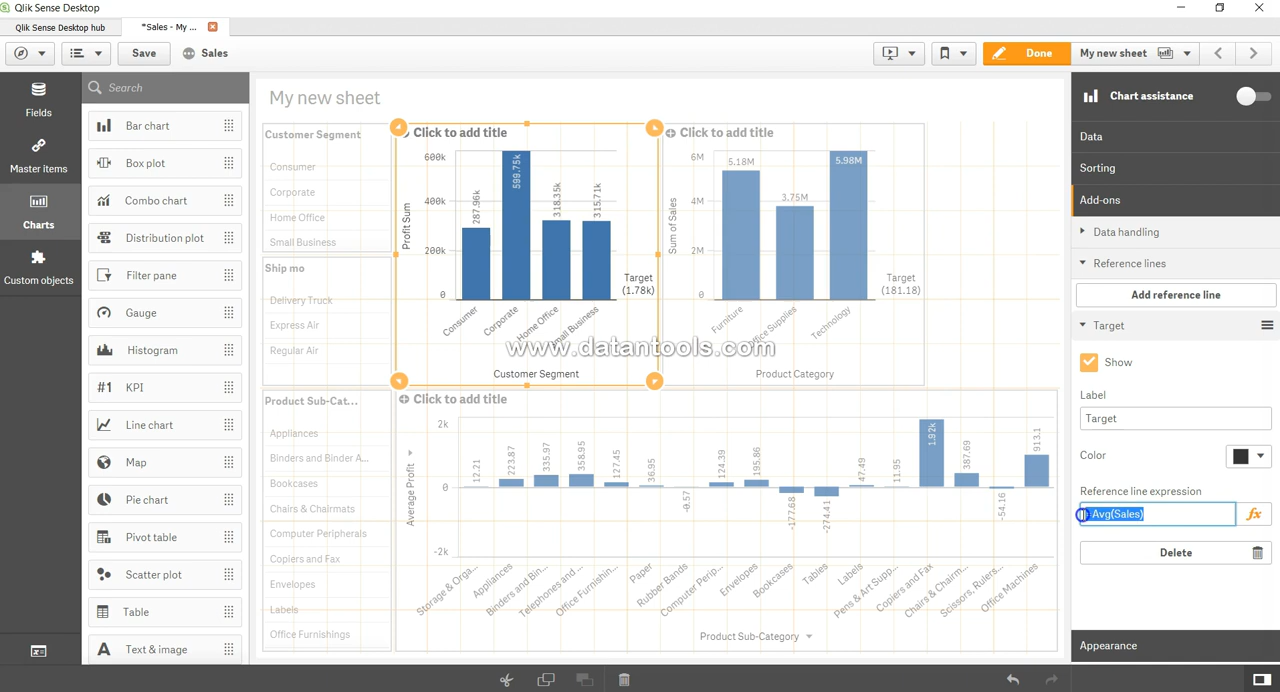 Qlik Sense Desktop
Qlik Sense Desktop hub
*Sales - My ...
Save
Sales
Done
My new sheet
Fields
Master items
Charts
Custom objects
Search
Bar chart
Box plot
Combo chart
Distribution plot
Filter pane
Gauge
Histogram
#1 KPI
Line chart
Map
Pie chart
Pivot table
Scatter plot
Table
A Text & image
My new sheet
Customer Segment
Consumer
Corporate
Home Office
Small Business
Ship mo
Delivery Truck
Express Air
Regular Air
Product Sub-Cat...
Appliances
Binders and Binder A...
Bookcases
Chairs & Chairmats
Computer Peripherals
Copiers and Fax
Envelopes
Labels
Office Furnishings
Click to add title
Profit Sum
600k
400k
200k
0
287.96k
599.75k
318.35k
315.71k
Target
(1.78k)
Consumer
Corporate
Home Office
Small Business
Customer Segment
Click to add title
Sum of Sales
6M
4M
2M
0
5.18M
3.75M
5.98M
Target
(181.18)
Furniture
Office Supplies
Technology
Product Category
www.datantools.com
Click to add title
Average Profit
2k
0
-2k
12.21
223.87
335.97
358.95
127.45
36.95
-0.57
124.39
195.86
-177.68
-274.41
47.49
11.95
1.92k
387.69
-54.16
913.1
Storage & Orga...
Appliances
Binders and Bin...
Telephones and ...
Office Furnishin...
Paper
Rubber Bands
Computer Perip...
Envelopes
Bookcases
Tables
Labels
Pens & Art Supp...
Copiers and Fax
Chairs & Chairm...
Scissors, Rulers...
Office Machines
Product Sub-Category
Chart assistance
Data
Sorting
Add-ons
Data handling
Reference lines
Add reference line
Target
Show
Label
Target
Color
Reference line expression
Avg(Sales)
fx
Delete
Appearance